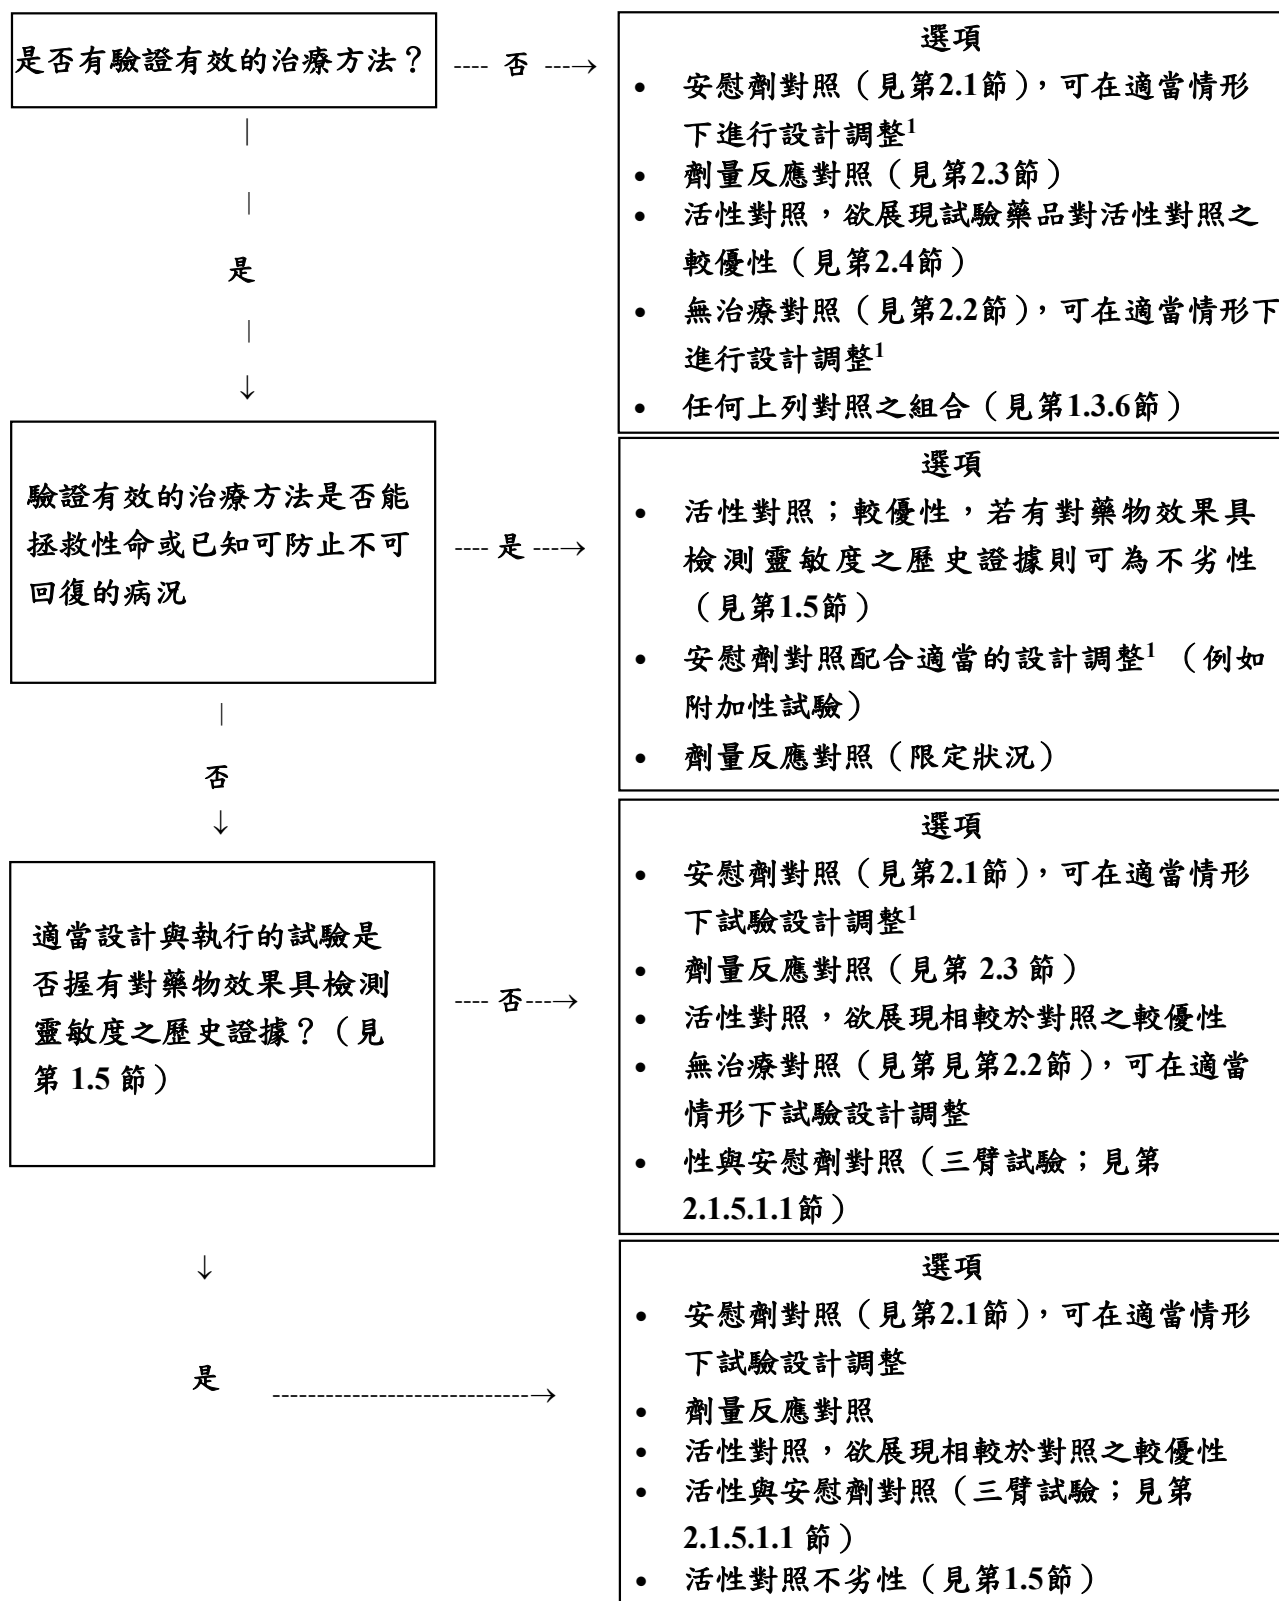 是否有驗證有效的治療方法？
---- 否 ---→
選項
• 安慰劑對照（見第2.1節），可在適當情形
下進行設計調整1
• 劑量反應對照（見第2.3節）
• 活性對照，欲展現試驗藥品對活性對照之
較優性（見第2.4節）
• 無治療對照（見第2.2節），可在適當情形下
進行設計調整1
• 任何上列對照之組合（見第1.3.6節）
|
|
是
|
↓
驗證有效的治療方法是否能
拯救性命或已知可防止不可
回復的病況
---- 是 ---→
選項
• 活性對照；較優性，若有對藥物效果具
檢測靈敏度之歷史證據則可為不劣性
（見第1.5節）
• 安慰劑對照配合適當的設計調整1 （例如
附加性試驗）
• 劑量反應對照（限定狀況）
|
否
↓
適當設計與執行的試驗是
否握有對藥物效果具檢測
靈敏度之歷史證據？（見
第 1.5 節）
---- 否---→
選項
• 安慰劑對照（見第2.1節），可在適當情形
下試驗設計調整1
• 劑量反應對照（見第 2.3 節）
• 活性對照，欲展現相較於對照之較優性
• 無治療對照（見第見第2.2節），可在適當
情形下試驗設計調整
• 性與安慰劑對照（三臂試驗；見第
2.1.5.1.1節）
↓
是
-----------------------------→
選項
• 安慰劑對照（見第2.1節），可在適當情形
下試驗設計調整
• 劑量反應對照
• 活性對照，欲展現相較於對照之較優性
• 活性與安慰劑對照（三臂試驗；見第
2.1.5.1.1 節）
• 活性對照不劣性（見第1.5節）